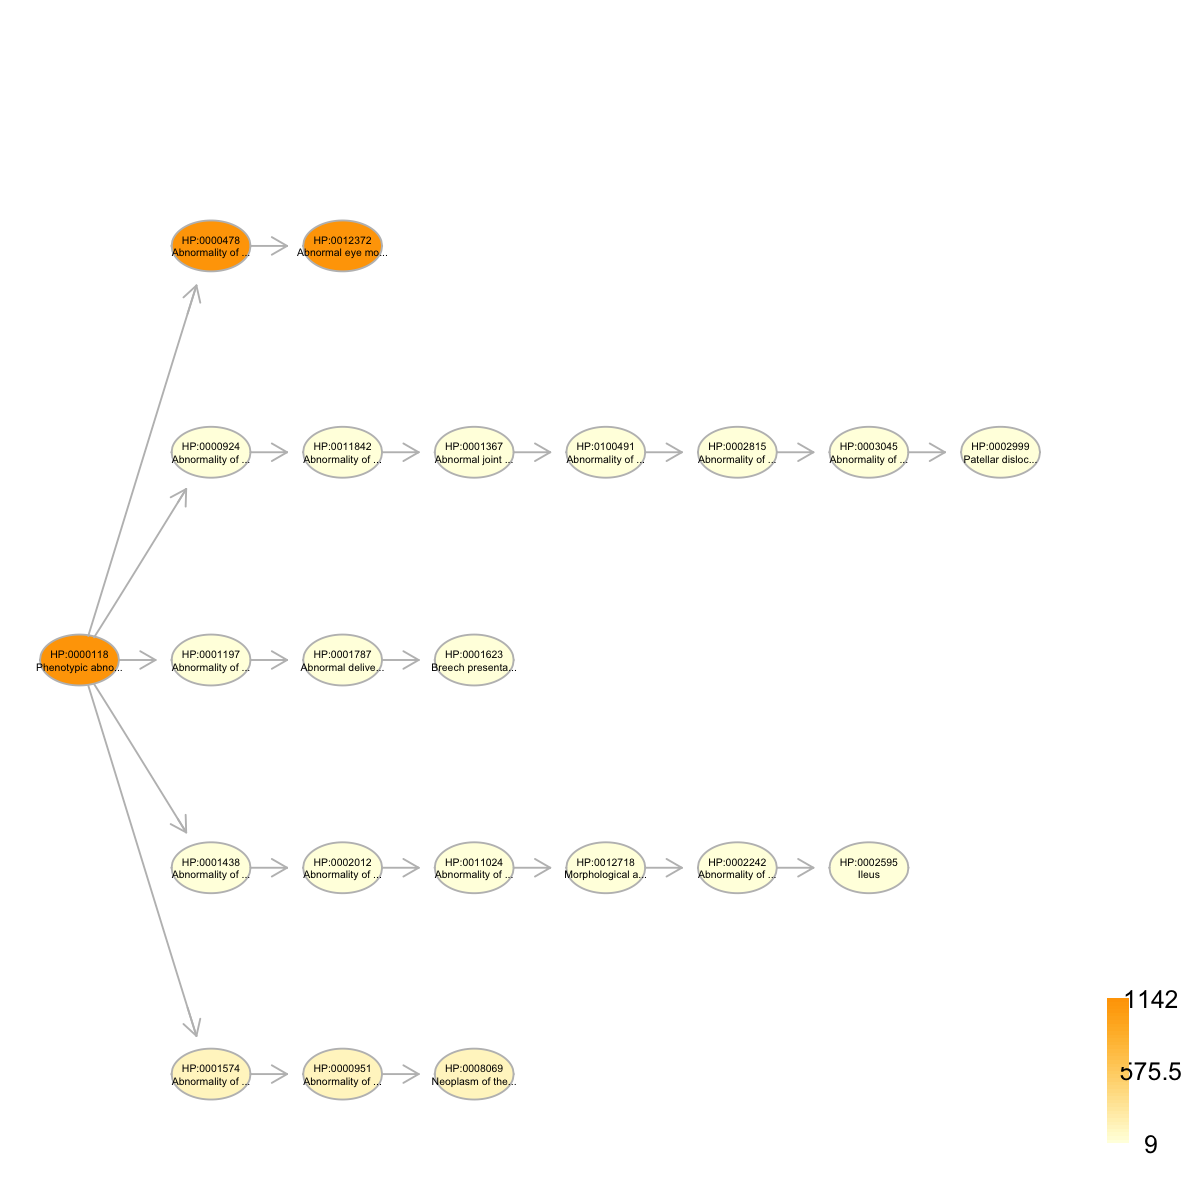 HP:0000478
Abnormality of ...
HP:0012372
Abnormal eye mo...
HP:0000924
Abnormality of ...
HP:0011842
Abnormality of ...
HP:0001367
Abnormal joint ...
HP:0100491
Abnormality of ...
HP:0002815
Abnormality of ...
HP:0003045
Abnormality of ...
HP:0002999
Patellar disloc...
HP:0000118
Phenotypic abno...
HP:0001197
Abnormality of ...
HP:0001787
Abnormal delive...
HP:0001623
Breech presenta...
HP:0001438
Abnormality of ...
HP:0002012
Abnormality of ...
HP:0011024
Abnormality of ...
HP:0012718
Morphological a...
HP:0002242
Abnormality of ...
HP:0002595
Ileus
HP:0001574
Abnormality of ...
HP:0000951
Abnormality of ...
HP:0008069
Neoplasm of the...
1142
575.5
9